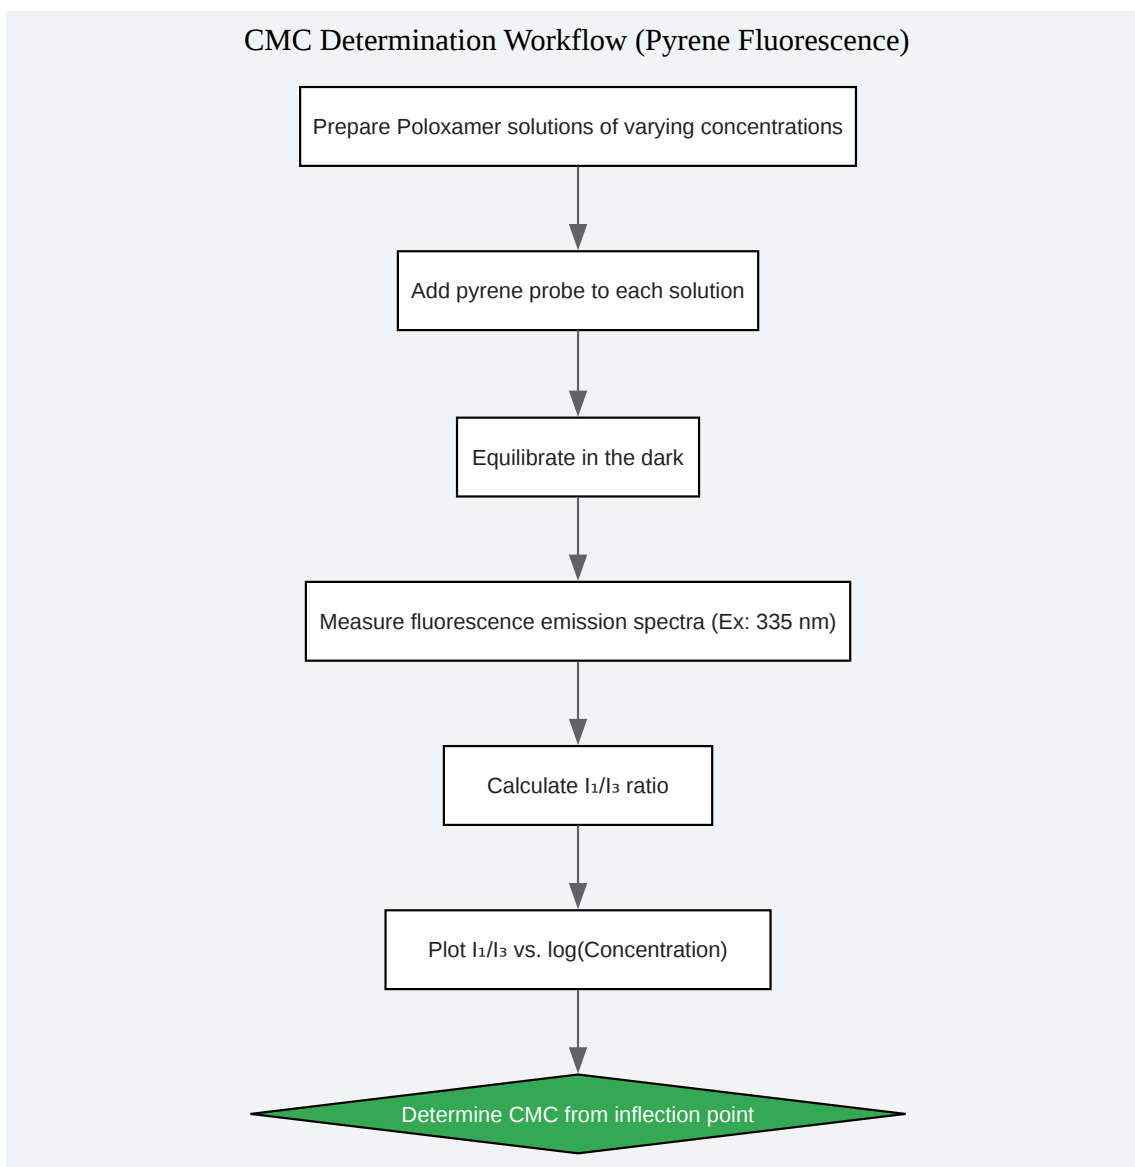 CMC Determination Workflow (Pyrene Fluorescence)
Prepare Poloxamer solutions of varying concentrations
Add pyrene probe to each solution
Equilibrate in the dark
Measure fluorescence emission spectra (Ex: 335 nm)
Calculate I₁/I₃ ratio
Plot I₁/I₃ vs. log(Concentration)
Determine CMC from inflection point